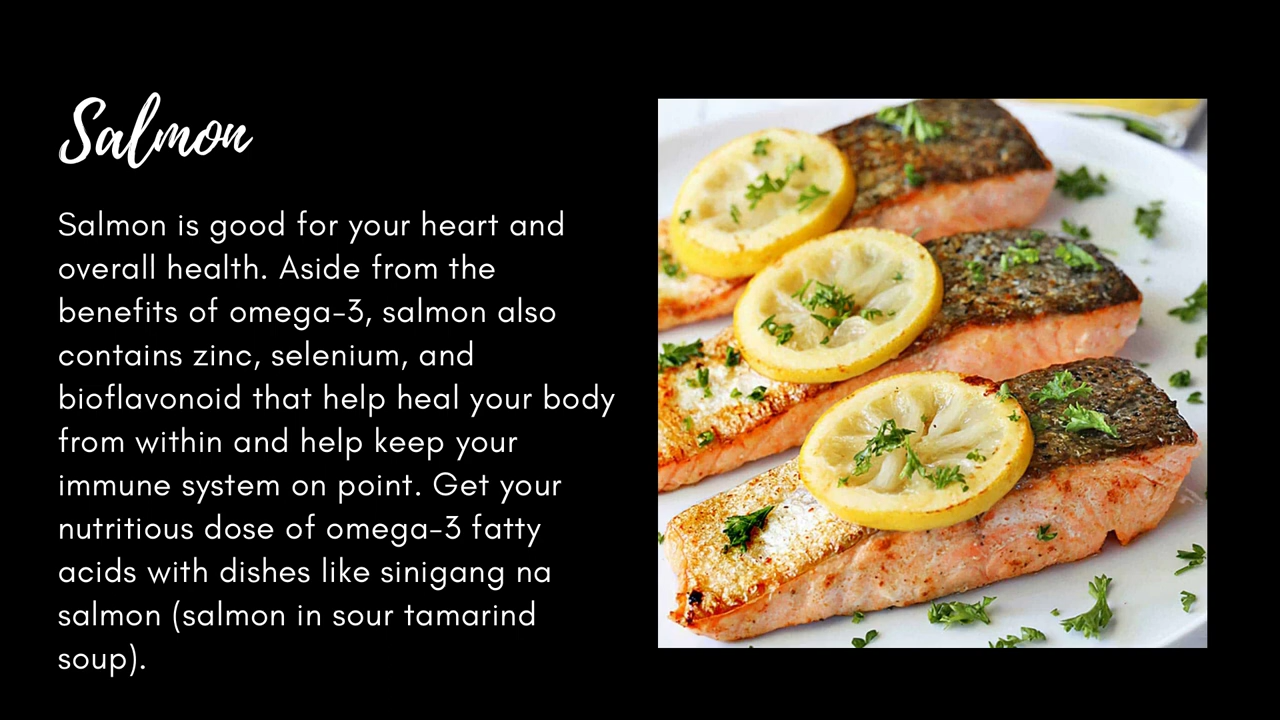 Salmon
Salmon is good for your heart and
overall health. Aside from the
benefits of omega-3, salmon also
contains zinc, selenium, and
bioflavonoid that help heal your body
from within and help keep your
immune system on point. Get your
nutritious dose of omega-3 fatty
acids with dishes like sinigang na
salmon (salmon in sour tamarind
soup).